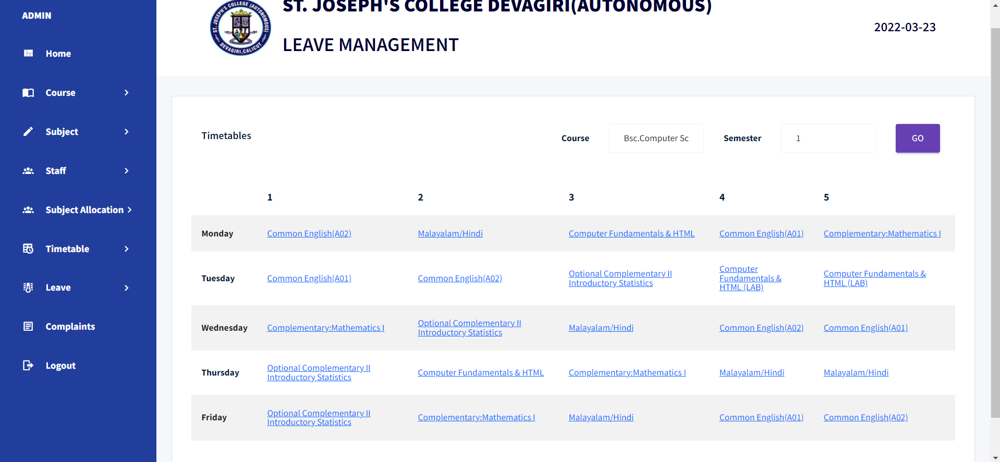 ADMIN
Home
Course
Subject
Staff
Subject Allocation
Timetable
Leave
Complaints
Logout
ST. JOSEPH'S COLLEGE (AUTONOMOUS)
DEVAGIRI, CALICUT
ST. JOSEPH'S COLLEGE DEVAGIRI(AUTONOMOUS)
LEAVE MANAGEMENT
2022-03-23
Timetables
Course Bsc.Computer Sc Semester 1 GO
1 2 3 4 5
Monday Common English(A02) Malayalam/Hindi Computer Fundamentals & HTML Common English(A01) Complementary:Mathematics I
Tuesday Common English(A01) Common English(A02)
Optional Complementary II
Introductory Statistics
Computer
Fundamentals &
HTML (LAB)
Computer Fundamentals &
HTML (LAB)
Wednesday Complementary:Mathematics I
Optional Complementary II
Introductory Statistics
Malayalam/Hindi Common English(A02) Common English(A01)
Thursday
Optional Complementary II
Introductory Statistics
Computer Fundamentals & HTML Complementary:Mathematics I Malayalam/Hindi Malayalam/Hindi
Friday
Optional Complementary II
Introductory Statistics
Complementary:Mathematics I Malayalam/Hindi Common English(A01) Common English(A02)